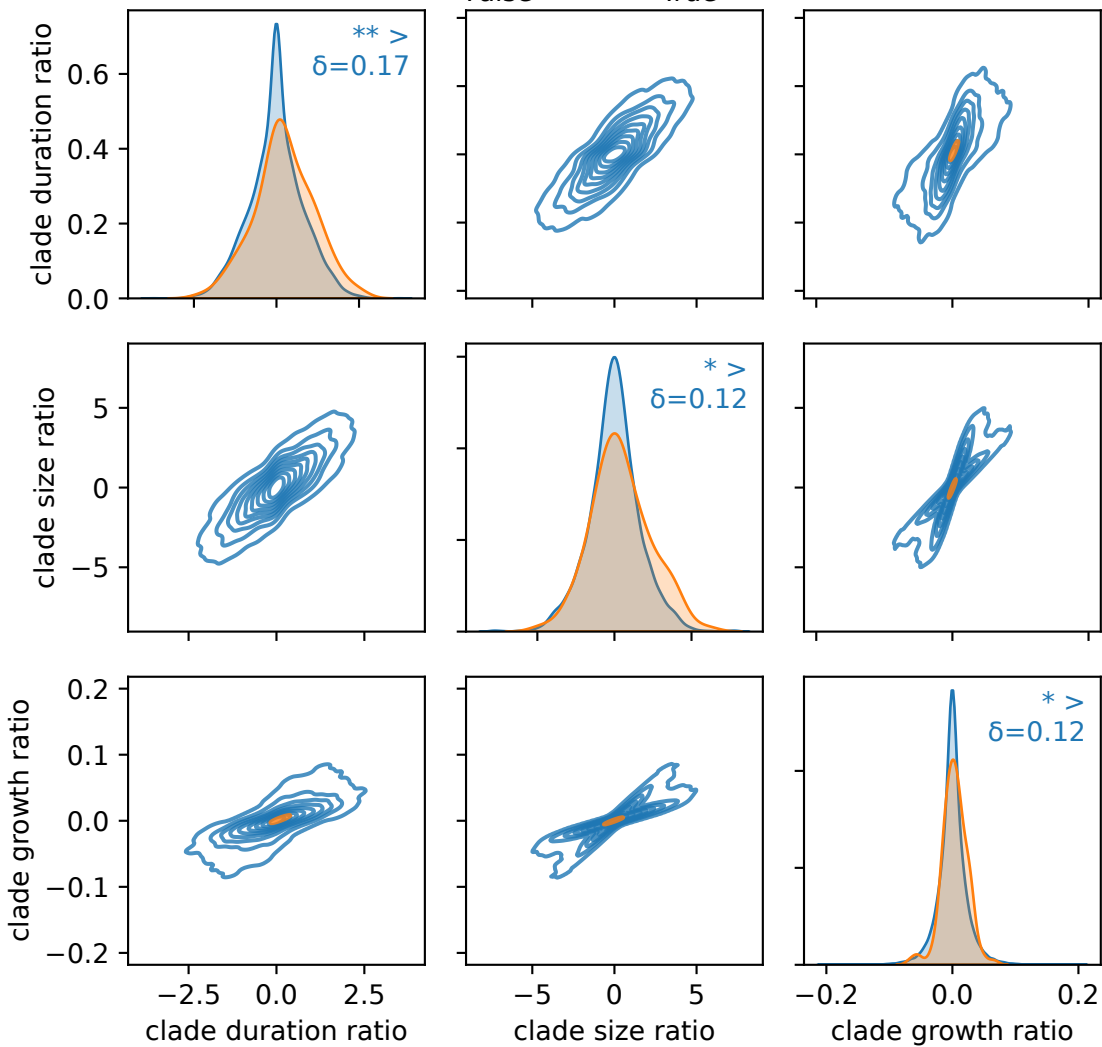 ** >
δ=0.17
clade duration ratio
0.6
0.4
0.2
0.0
* >
δ=0.12
clade size ratio
5
0
−5
* >
δ=0.12
clade growth ratio
0.2
0.1
0.0
−0.1
−0.2
−2.5 0.0 2.5
−5 0 5
−0.2 0.0 0.2
clade duration ratio
clade size ratio
clade growth ratio